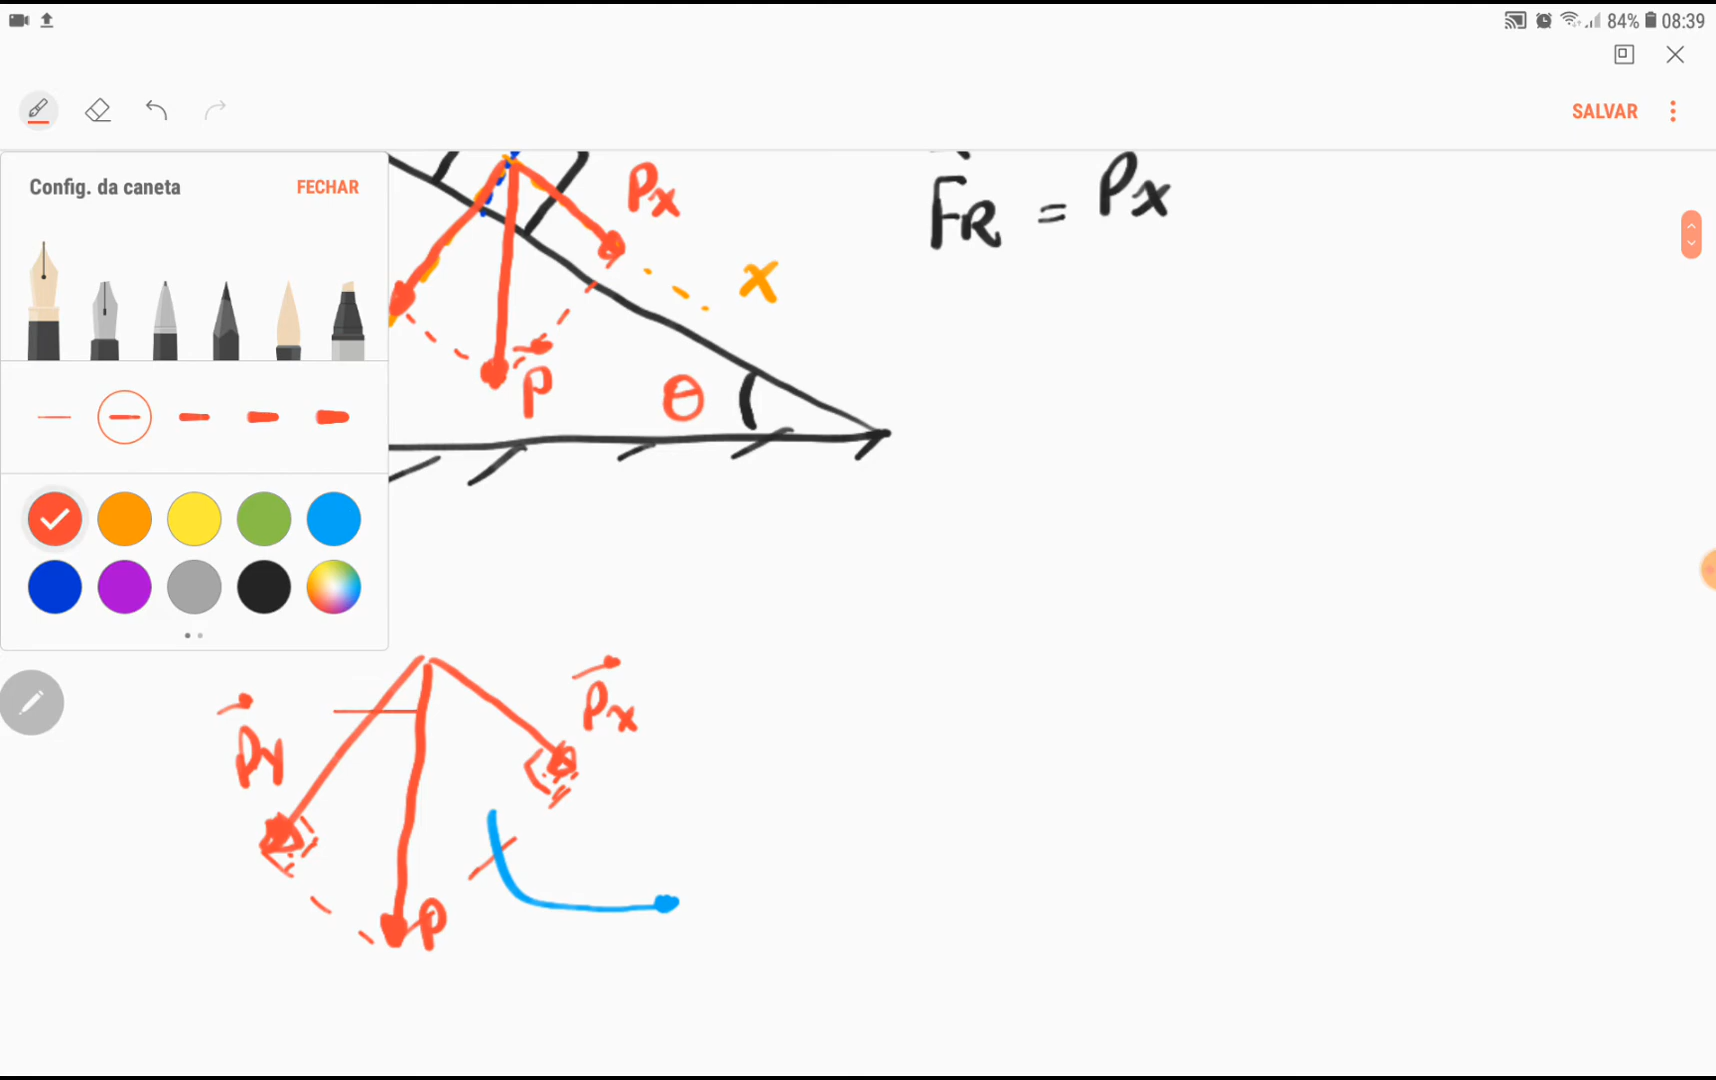 84% 08:39
SALVAR
Config. da caneta
FECHAR
Px
FR = Px
x
P
θ
Px
Py
P